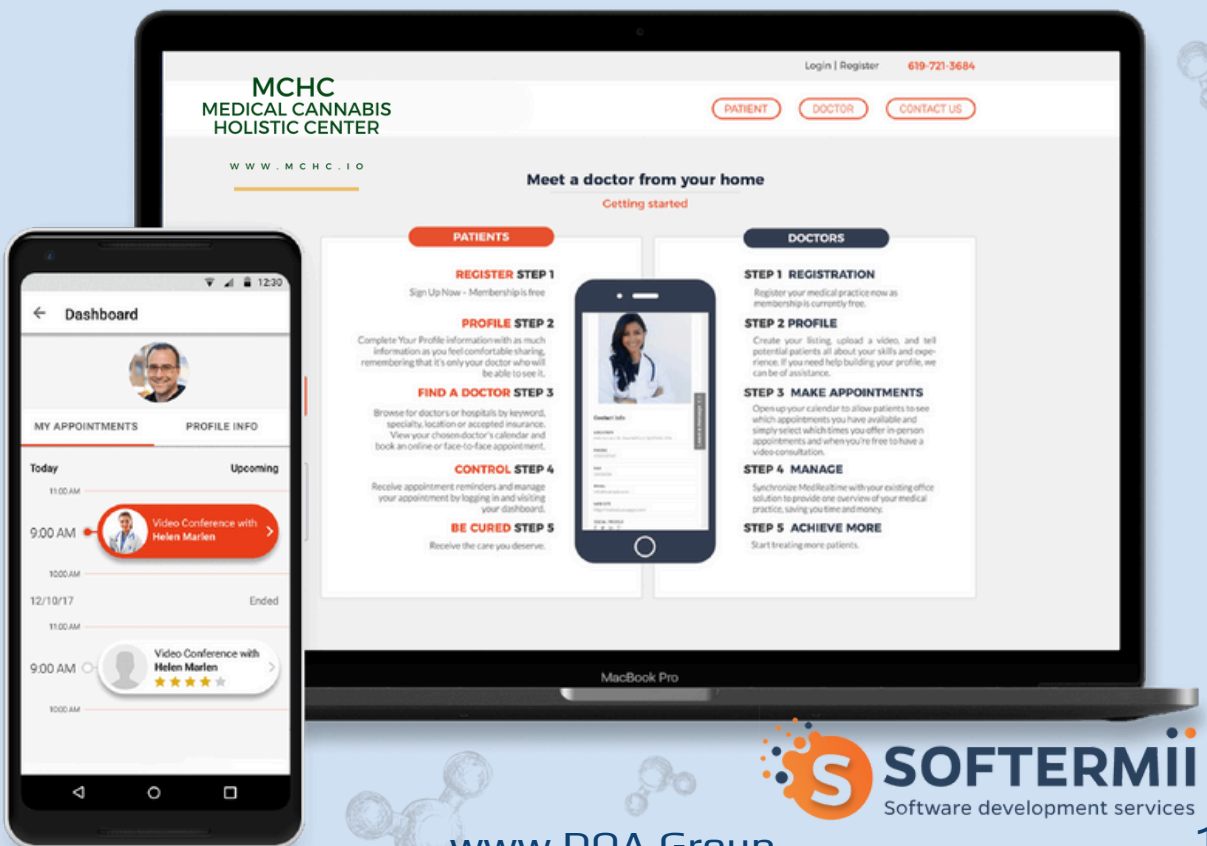 Login | Register 619-721-3684
MCHC
MEDICAL CANNABIS
HOLISTIC CENTER
WWW.MCHC.IO
PATIENT DOCTOR CONTACT US
Meet a doctor from your home
Getting started
PATIENTS
REGISTER STEP 1
Sign Up Now – Membership is free
PROFILE STEP 2
Complete Your Profile information with as much
information as you feel comfortable sharing,
remembering that it's only your doctor who will
be able to see it.
FIND A DOCTOR STEP 3
Browse for doctors or hospitals by keyword,
specialty, location or accepted insurance.
View your chosen doctor's calendar and
book an online or face-to-face appointment.
CONTROL STEP 4
Receive appointment reminders and manage
your appointment by logging in and visiting
your dashboard.
BE CURED STEP 5
Receive the care you deserve.
Contact Info
DOCTORS
STEP 1 REGISTRATION
Register your medical practice now as
membership is currently free.
STEP 2 PROFILE
Create your listing, upload a video, and tell
potential patients all about your skills and expe-
rience. If you need help building your profile, we
can be of assistance.
STEP 3 MAKE APPOINTMENTS
Open up your calendar to allow patients to see
which appointments you have available and
simply select which times you offer in-person
appointments and when you're free to have a
video consultation.
STEP 4 MANAGE
Synchronize MedRealtime with your existing office
solution to provide one overview of your medical
practice, saving you time and money.
STEP 5 ACHIEVE MORE
Start treating more patients.
MacBook Pro
12:30
Dashboard
MY APPOINTMENTS PROFILE INFO
Today Upcoming
11:00 AM
9:00 AM
Video Conference with
Helen Marlen
10:00 AM
12/10/17 Ended
11:00 AM
9:00 AM
Video Conference with
Helen Marlen
10:00 AM
S SOFTERMII
Software development services
www.DOA.Group